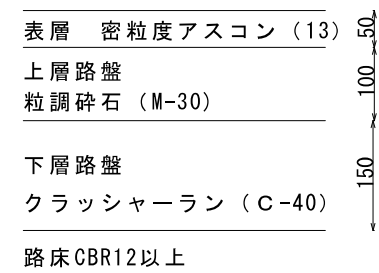 表層　密粒度アスコン（13）
50
上層路盤
粒調砕石（M-30）
100
下層路盤
クラッシャーラン（C-40）
150
路床CBR12以上